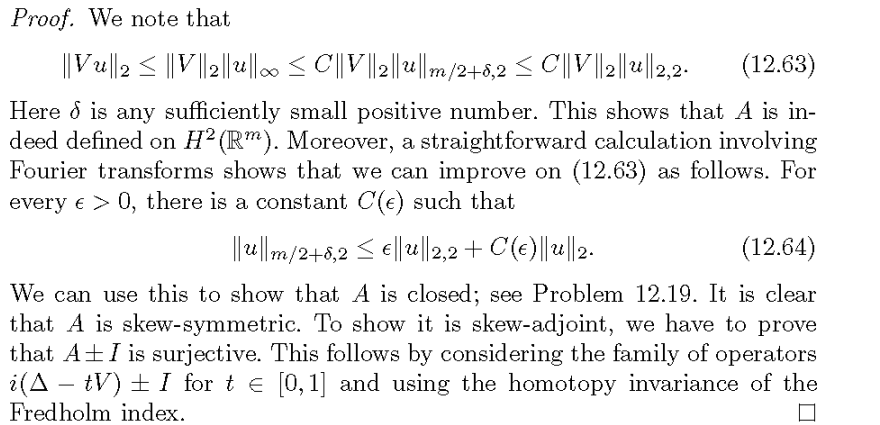 Proof. We note that
‖Vu‖₂ ≤ ‖V‖₂‖u‖∞ ≤ C‖V‖₂‖u‖_{m/2+δ,2} ≤ C‖V‖₂‖u‖_{2,2}. (12.63)
Here δ is any sufficiently small positive number. This shows that A is in-
deed defined on H²(ℝᵐ). Moreover, a straightforward calculation involving
Fourier transforms shows that we can improve on (12.63) as follows. For
every ϵ > 0, there is a constant C(ϵ) such that
‖u‖_{m/2+δ,2} ≤ ϵ‖u‖_{2,2} + C(ϵ)‖u‖₂. (12.64)
We can use this to show that A is closed; see Problem 12.19. It is clear
that A is skew-symmetric. To show it is skew-adjoint, we have to prove
that A ± I is surjective. This follows by considering the family of operators
i(Δ − tV) ± I for t ∈ [0, 1] and using the homotopy invariance of the
Fredholm index. □